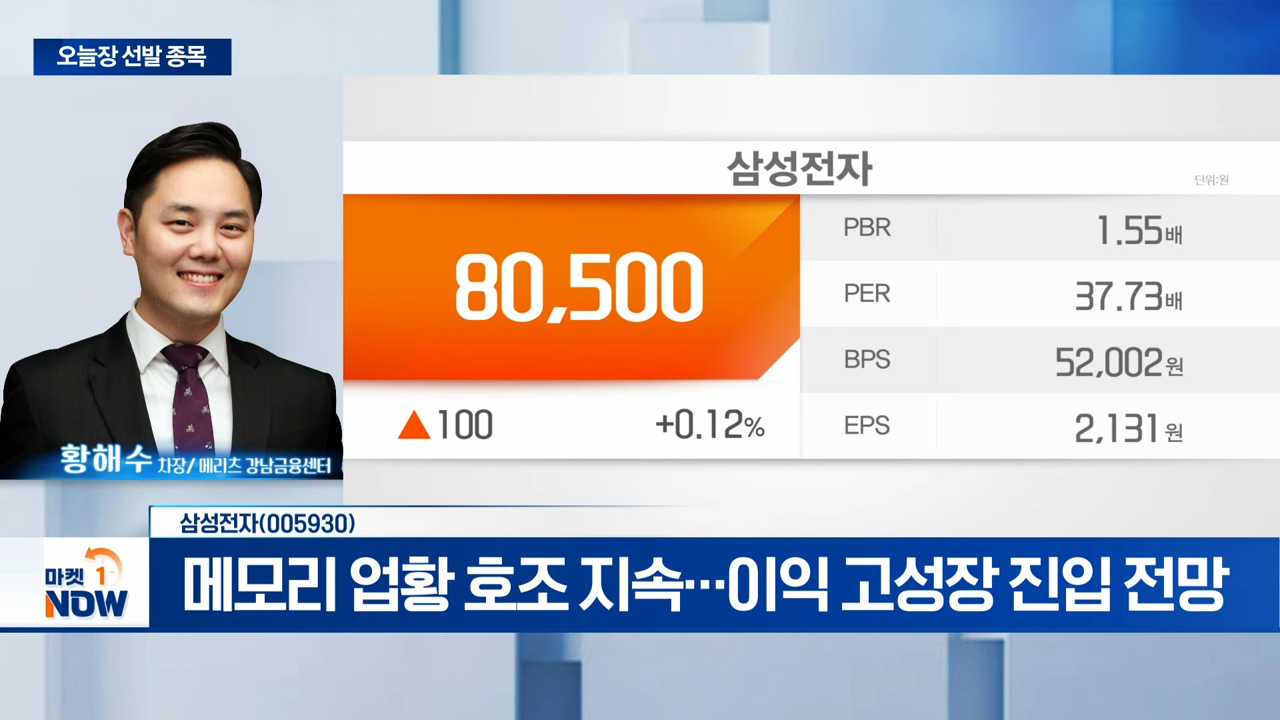 오늘장 선발 종목
삼성전자
단위:원
80,500
▲100 +0.12%
PBR 1.55배
PER 37.73배
BPS 52,002원
EPS 2,131원
황해수 차장/메리츠 강남금융센터
삼성전자(005930)
마켓 1
NOW
메모리 업황 호조 지속…이익 고성장 진입 전망